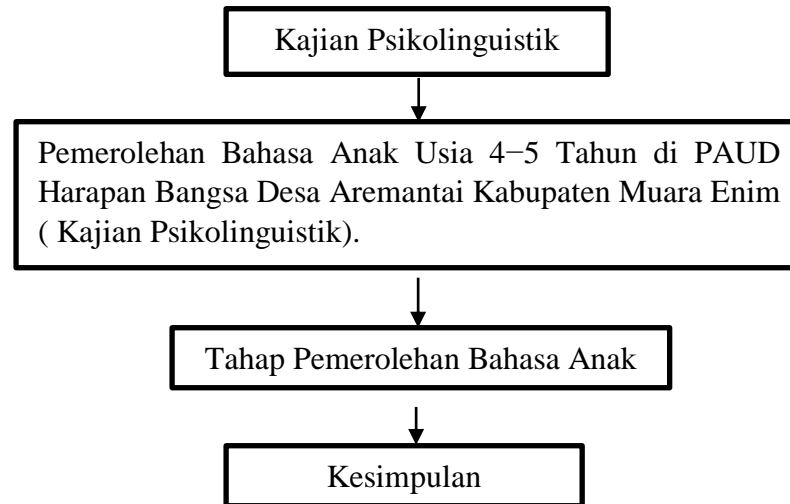 Kajian Psikolinguistik
Pemerolehan Bahasa Anak Usia 4−5 Tahun di PAUD
Harapan Bangsa Desa Aremantai Kabupaten Muara Enim
( Kajian Psikolinguistik).
Tahap Pemerolehan Bahasa Anak
Kesimpulan